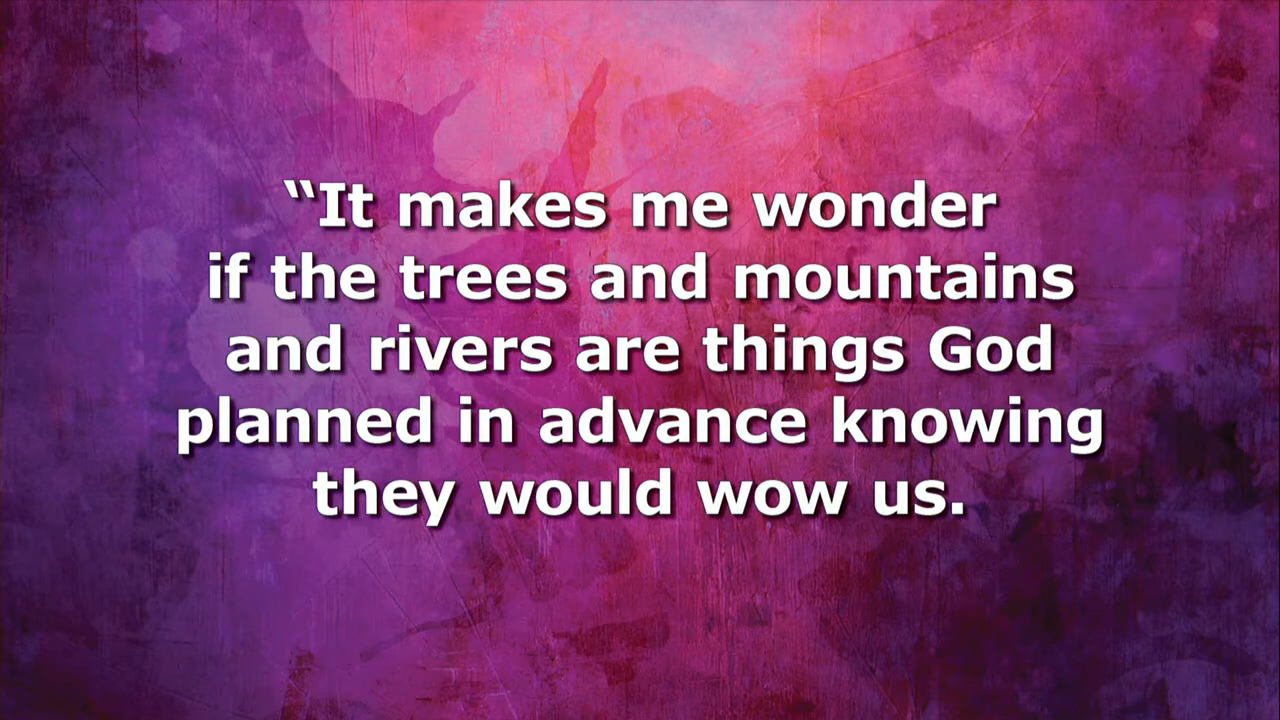 “It makes me wonder
if the trees and mountains
and rivers are things God
planned in advance knowing
they would wow us.